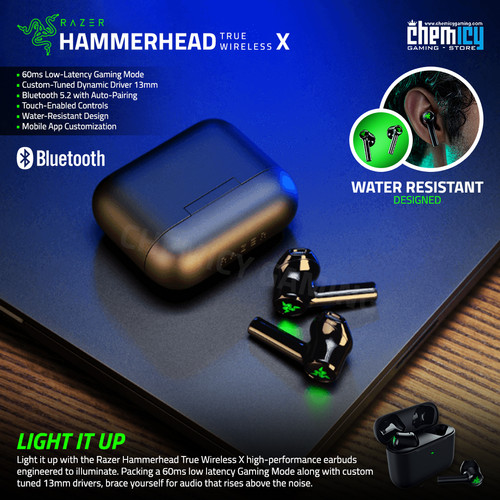 RAZER
HAMMERHEAD TRUE WIRELESS X
www.chemicygaming.com
chemicy
GAMING - STORE
• 60ms Low-Latency Gaming Mode
• Custom-Tuned Dynamic Driver 13mm
• Bluetooth 5.2 with Auto-Pairing
• Touch-Enabled Controls
• Water-Resistant Design
• Mobile App Customization
Bluetooth
WATER RESISTANT
DESIGNED
RAZER
LIGHT IT UP
Light it up with the Razer Hammerhead True Wireless X high-performance earbuds
engineered to illuminate. Packing a 60ms low latency Gaming Mode along with custom
tuned 13mm drivers, brace yourself for audio that rises above the noise.